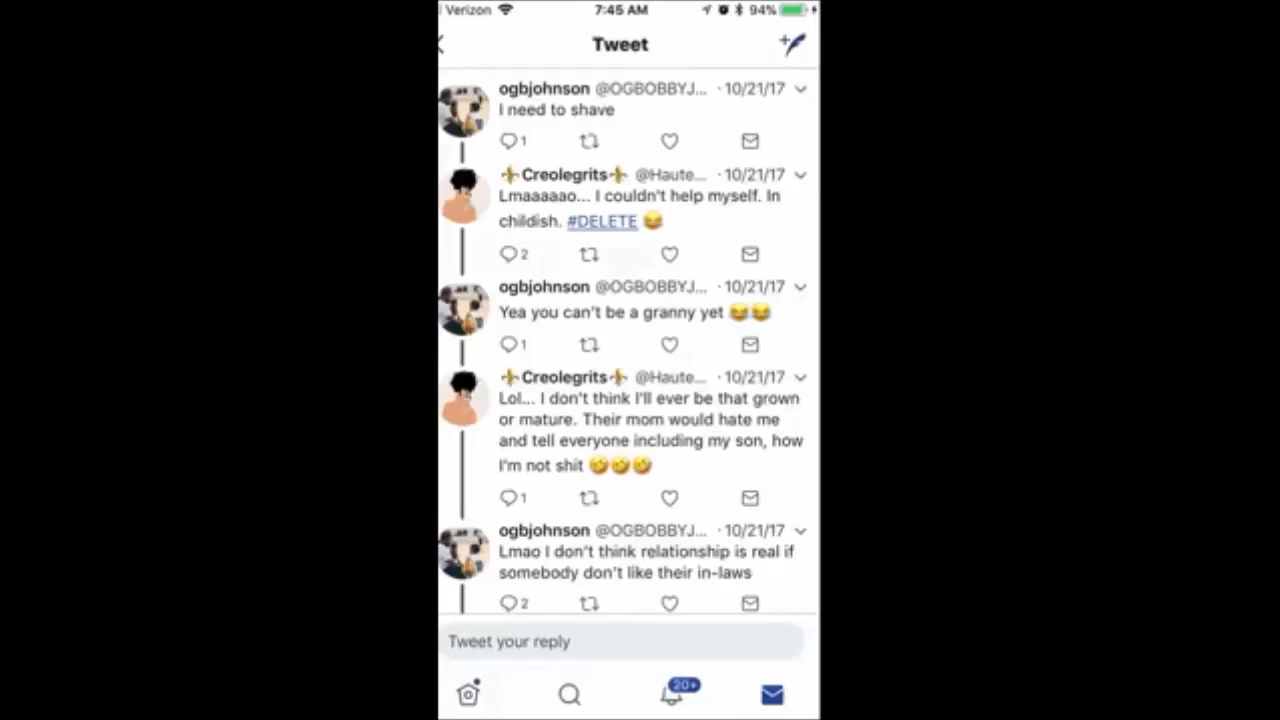 Verizon 7:45 AM 94%
Tweet
ogbjohnson @OGBOBBYJ... · 10/21/17
I need to shave
1
⚜Creolegrits⚜ @Haute... · 10/21/17
Lmaaaaao... I couldn't help myself. In
childish. #DELETE 😂
2
ogbjohnson @OGBOBBYJ... · 10/21/17
Yea you can't be a granny yet 😂😂
1
⚜Creolegrits⚜ @Haute... · 10/21/17
Lol... I don't think I'll ever be that grown
or mature. Their mom would hate me
and tell everyone including my son, how
I'm not shit 🤣🤣🤣
1
ogbjohnson @OGBOBBYJ... · 10/21/17
Lmao I don't think relationship is real if
somebody don't like their in-laws
2
Tweet your reply
20+